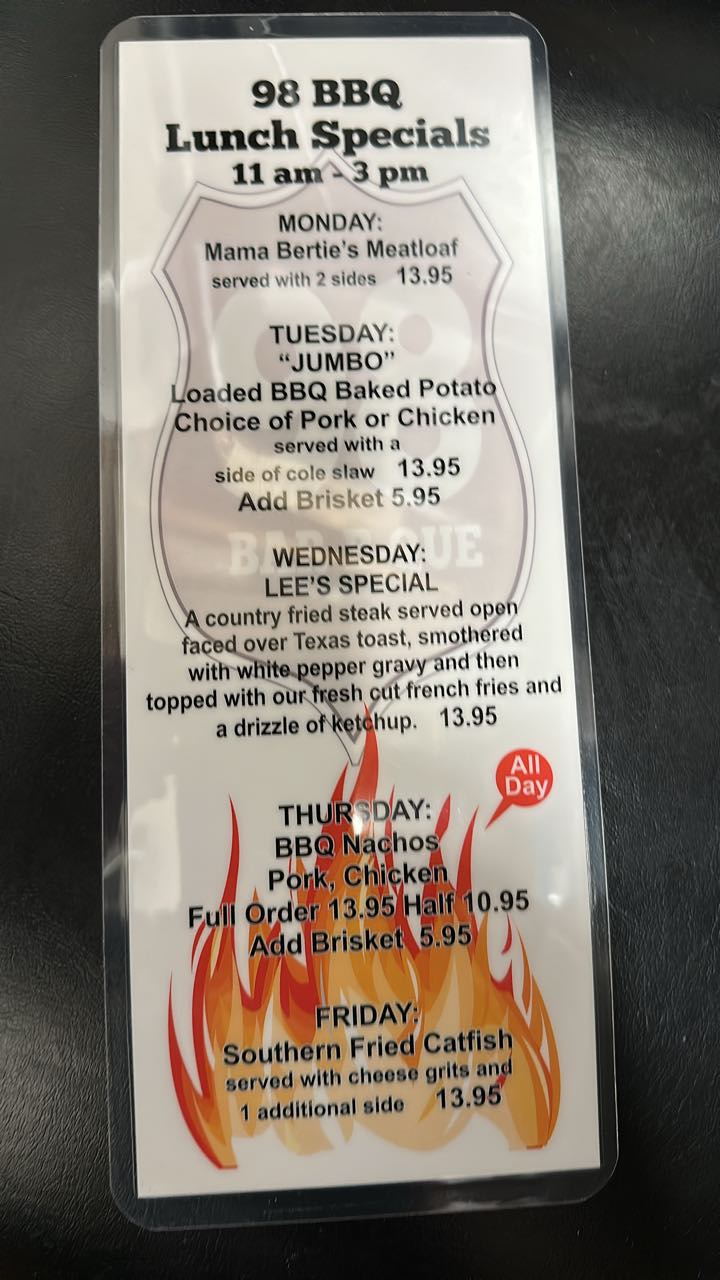 98 BBQ
Lunch Specials
11 am - 3 pm
MONDAY:
Mama Bertie's Meatloaf
served with 2 sides 13.95
TUESDAY:
"JUMBO"
Loaded BBQ Baked Potato
Choice of Pork or Chicken
served with a
side of cole slaw 13.95
Add Brisket 5.95
WEDNESDAY:
LEE'S SPECIAL
A country fried steak served open
faced over Texas toast, smothered
with white pepper gravy and then
topped with our fresh cut french fries and
a drizzle of ketchup. 13.95
All
Day
THURSDAY:
BBQ Nachos
Pork, Chicken
Full Order 13.95 Half 10.95
Add Brisket 5.95
FRIDAY:
Southern Fried Catfish
served with cheese grits and
1 additional side 13.95
98